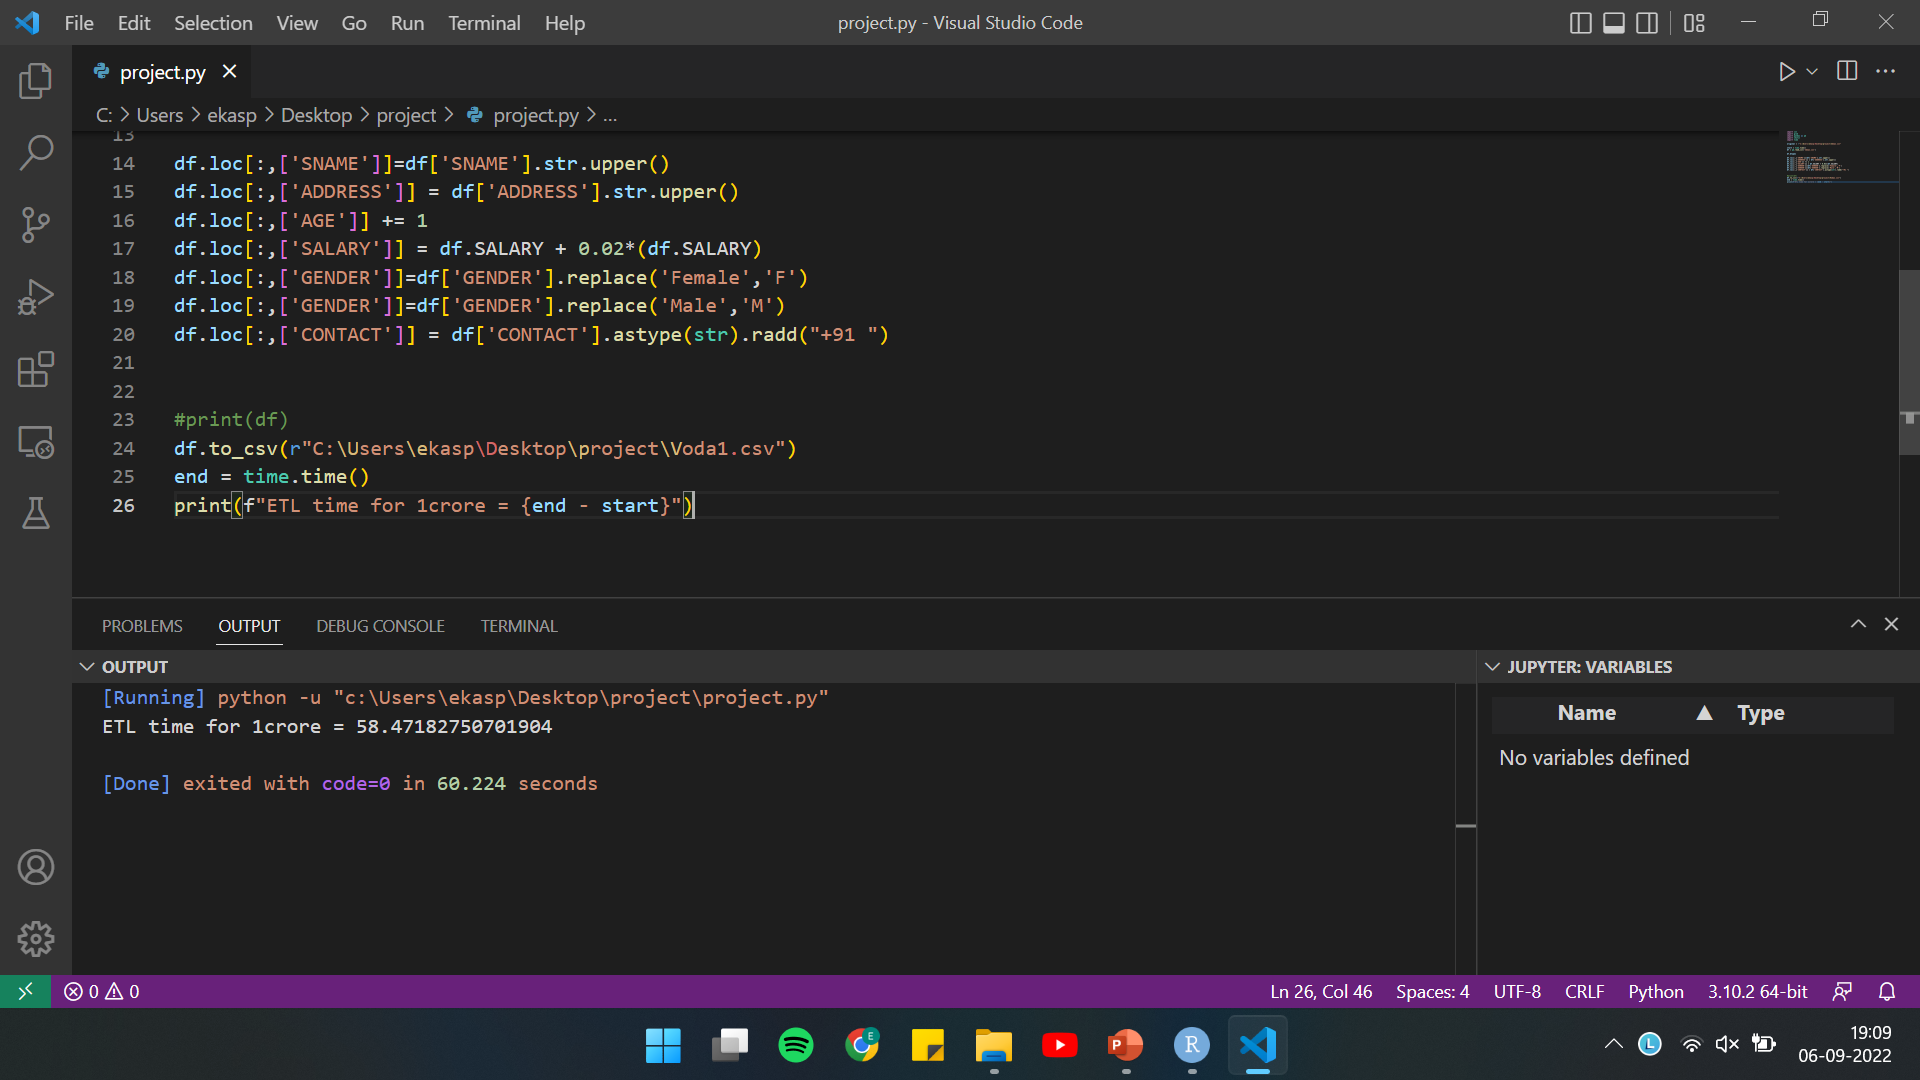 File Edit Selection View Go Run Terminal Help
project.py - Visual Studio Code
project.py
C: > Users > ekasp > Desktop > project > project.py > ...
13
14 df.loc[:,['SNAME']]=df['SNAME'].str.upper()
15 df.loc[:,['ADDRESS']] = df['ADDRESS'].str.upper()
16 df.loc[:,['AGE']] += 1
17 df.loc[:,['SALARY']] = df.SALARY + 0.02*(df.SALARY)
18 df.loc[:,['GENDER']]=df['GENDER'].replace('Female','F')
19 df.loc[:,['GENDER']]=df['GENDER'].replace('Male','M')
20 df.loc[:,['CONTACT']] = df['CONTACT'].astype(str).radd("+91 ")
21
22
23 #print(df)
24 df.to_csv(r"C:\Users\ekasp\Desktop\project\Voda1.csv")
25 end = time.time()
26 print(f"ETL time for 1crore = {end - start}")
PROBLEMS OUTPUT DEBUG CONSOLE TERMINAL
OUTPUT
[Running] python -u "c:\Users\ekasp\Desktop\project\project.py"
ETL time for 1crore = 58.47182750701904
[Done] exited with code=0 in 60.224 seconds
JUPYTER: VARIABLES
Name Type
No variables defined
0 0
Ln 26, Col 46 Spaces: 4 UTF-8 CRLF Python 3.10.2 64-bit
E
P
R
L
19:09
06-09-2022